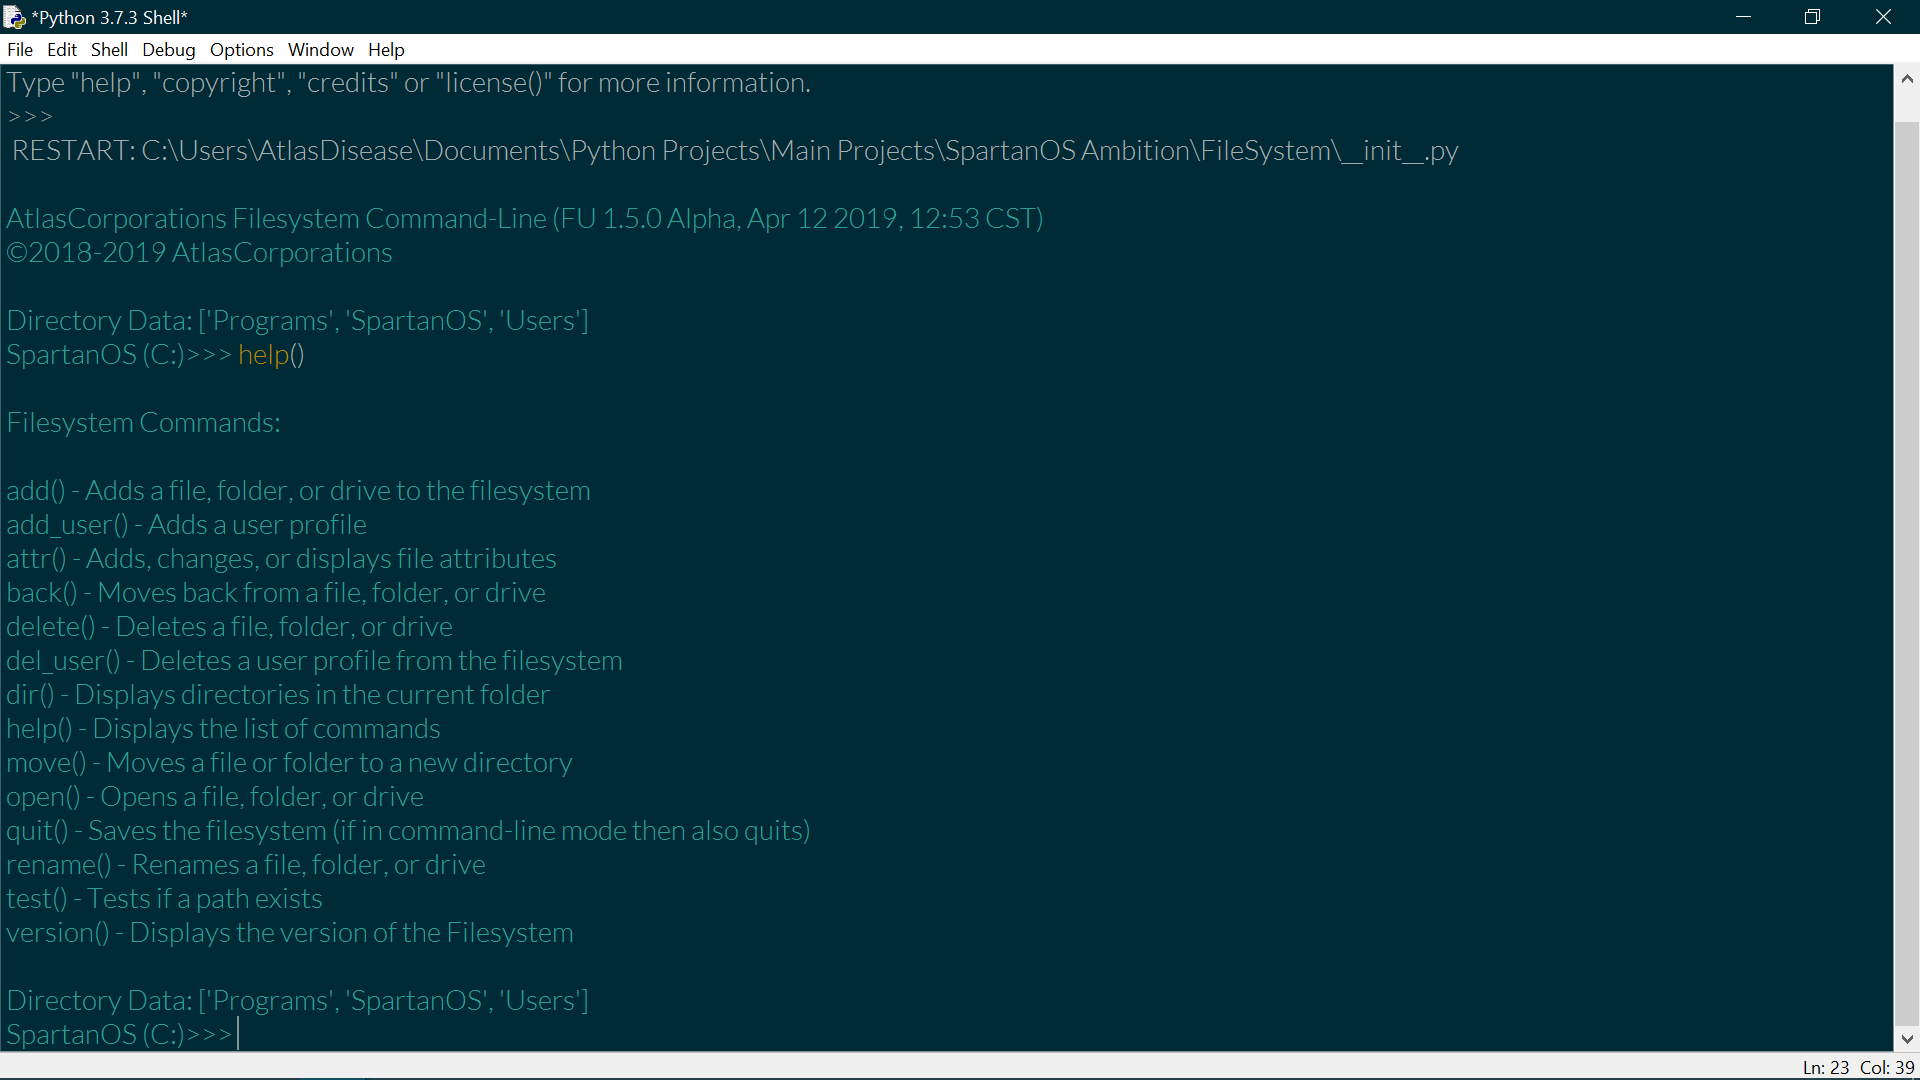 *Python 3.7.3 Shell*
File Edit Shell Debug Options Window Help
Type "help", "copyright", "credits" or "license()" for more information.
>>>
RESTART: C:\Users\AtlasDisease\Documents\Python Projects\Main Projects\SpartanOS Ambition\FileSystem\__init__.py
AtlasCorporations Filesystem Command-Line (FU 1.5.0 Alpha, Apr 12 2019, 12:53 CST)
©2018-2019 AtlasCorporations
Directory Data: ['Programs', 'SpartanOS', 'Users']
SpartanOS (C:)>>> help()
Filesystem Commands:
add() - Adds a file, folder, or drive to the filesystem
add_user() - Adds a user profile
attr() - Adds, changes, or displays file attributes
back() - Moves back from a file, folder, or drive
delete() - Deletes a file, folder, or drive
del_user() - Deletes a user profile from the filesystem
dir() - Displays directories in the current folder
help() - Displays the list of commands
move() - Moves a file or folder to a new directory
open() - Opens a file, folder, or drive
quit() - Saves the filesystem (if in command-line mode then also quits)
rename() - Renames a file, folder, or drive
test() - Tests if a path exists
version() - Displays the version of the Filesystem
Directory Data: ['Programs', 'SpartanOS', 'Users']
SpartanOS (C:)>>>
Ln: 23 Col: 39